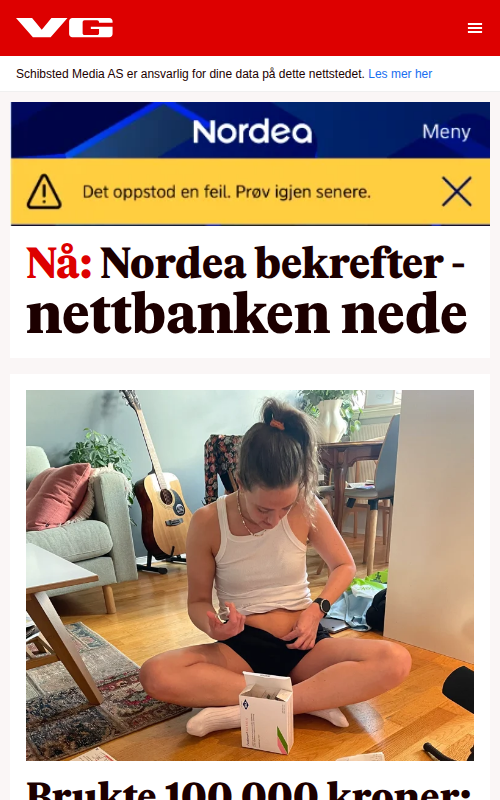 VG
Schibsted Media AS er ansvarlig for dine data på dette nettstedet. Les mer her
Nordea Meny
Det oppstod en feil. Prøv igjen senere.
Nå: Nordea bekrefter -
nettbanken nede
Brukte 100 000 kroner: